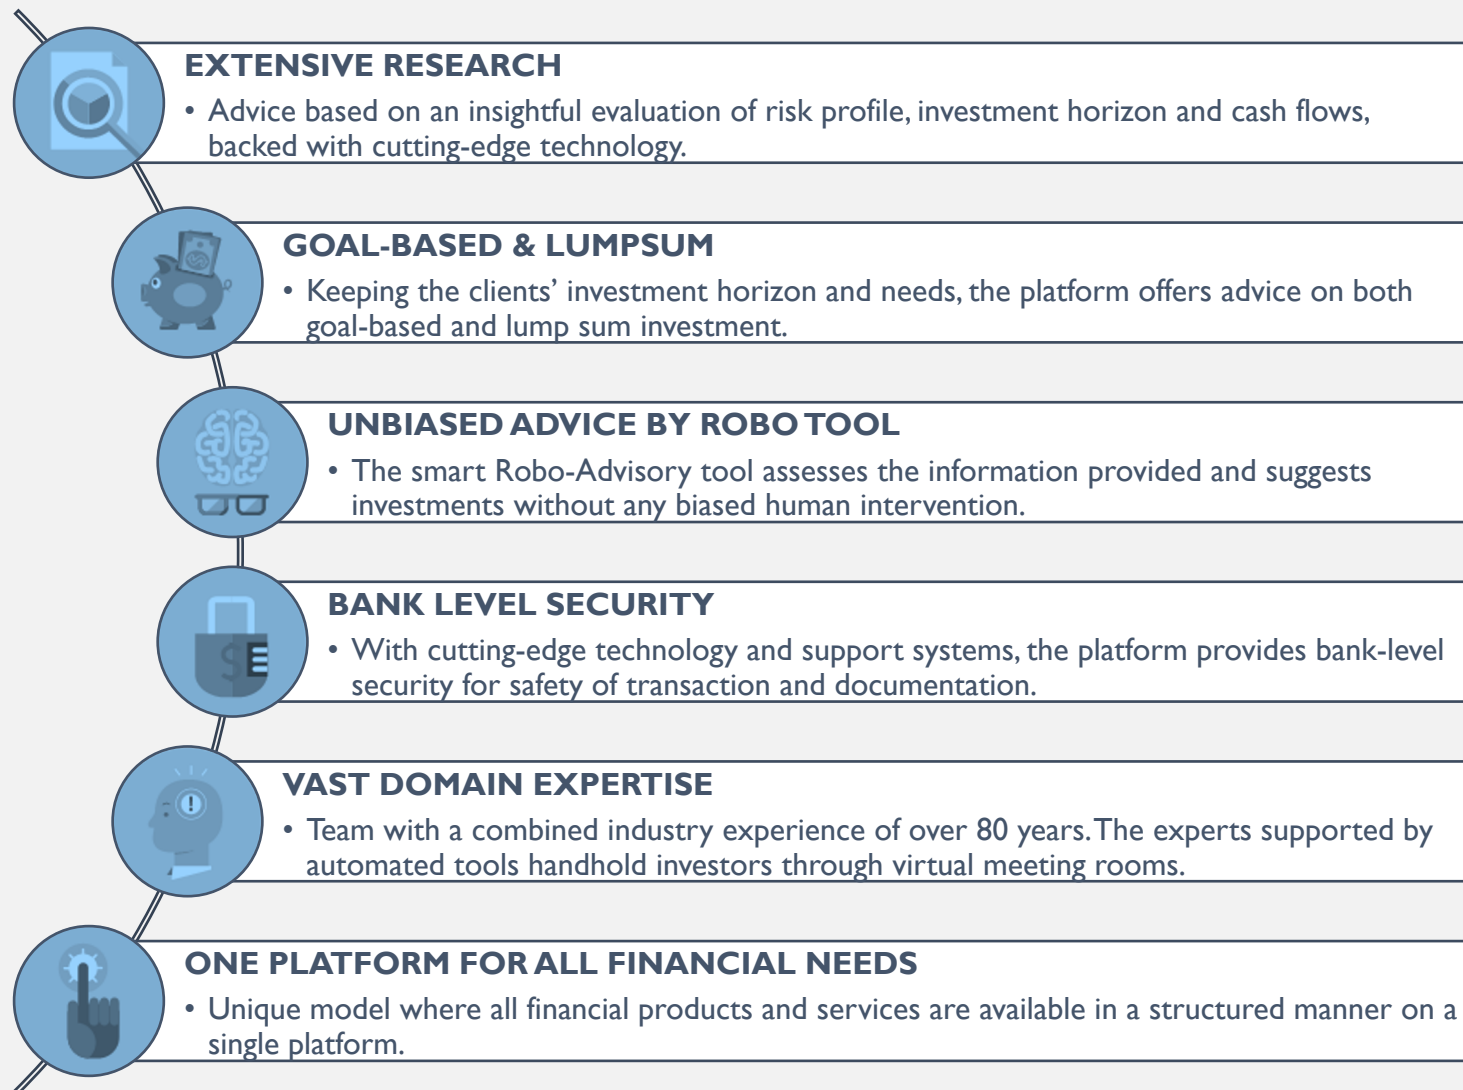 EXTENSIVE RESEARCH
• Advice based on an insightful evaluation of risk profile, investment horizon and cash flows,
backed with cutting-edge technology.
GOAL-BASED & LUMPSUM
• Keeping the clients’ investment horizon and needs, the platform offers advice on both
goal-based and lump sum investment.
UNBIASED ADVICE BY ROBO TOOL
• The smart Robo-Advisory tool assesses the information provided and suggests
investments without any biased human intervention.
BANK LEVEL SECURITY
• With cutting-edge technology and support systems, the platform provides bank-level
security for safety of transaction and documentation.
VAST DOMAIN EXPERTISE
• Team with a combined industry experience of over 80 years. The experts supported by
automated tools handhold investors through virtual meeting rooms.
ONE PLATFORM FOR ALL FINANCIAL NEEDS
• Unique model where all financial products and services are available in a structured manner on a
single platform.